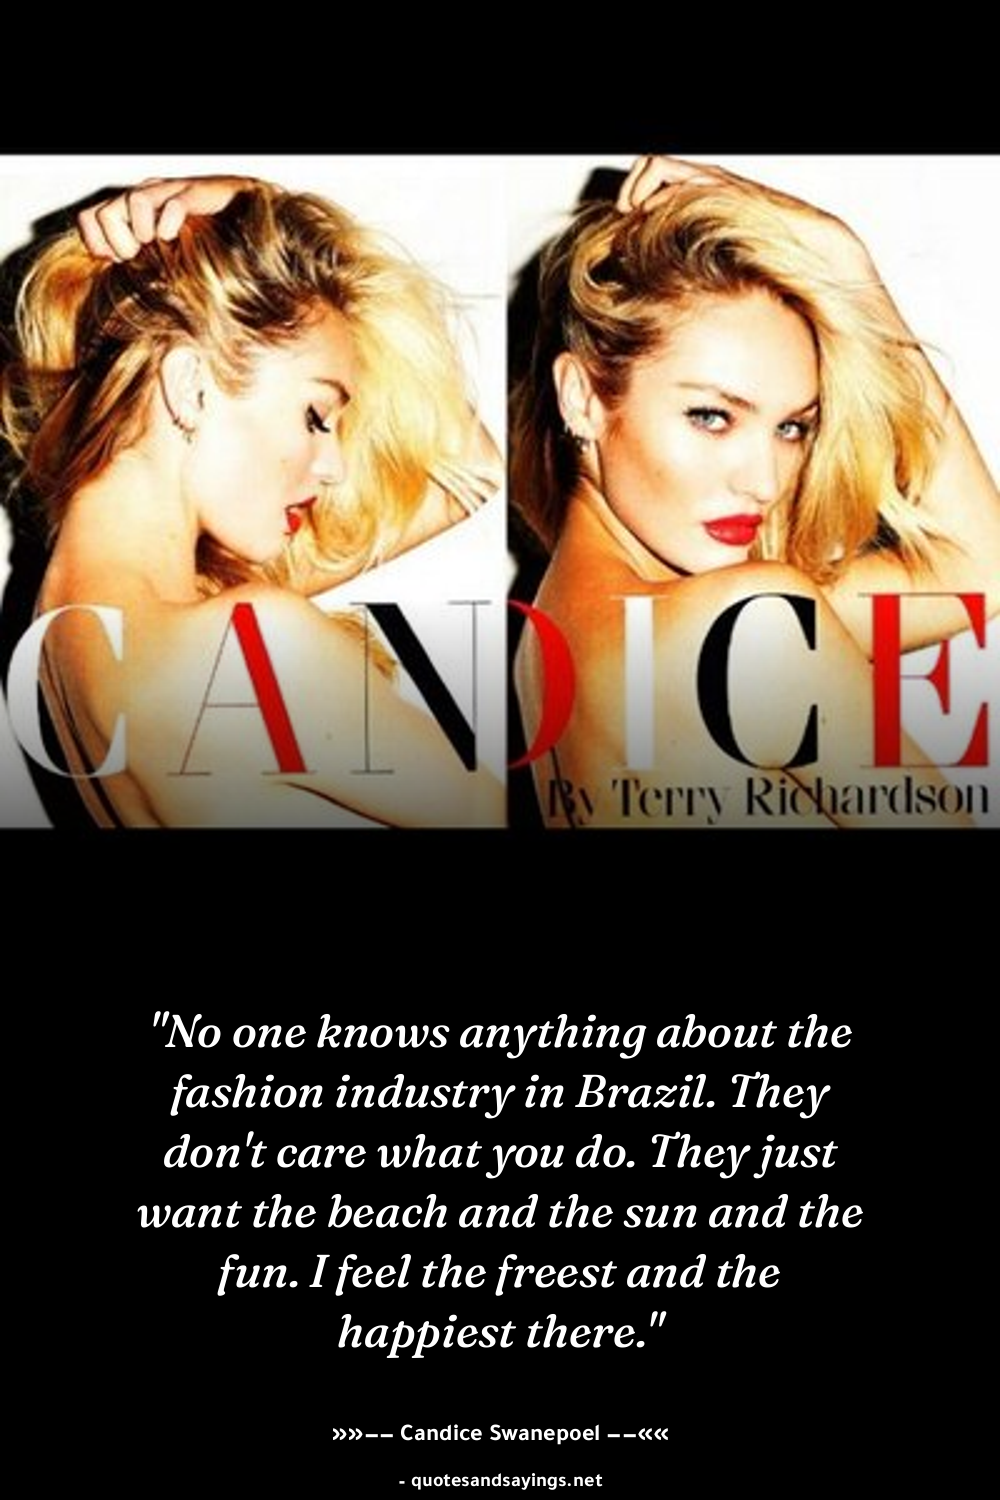 CANDICE
By Terry Richardson
"No one knows anything about the
fashion industry in Brazil. They
don't care what you do. They just
want the beach and the sun and the
fun. I feel the freest and the
happiest there."
»»–– Candice Swanepoel ––««
- quotesandsayings.net